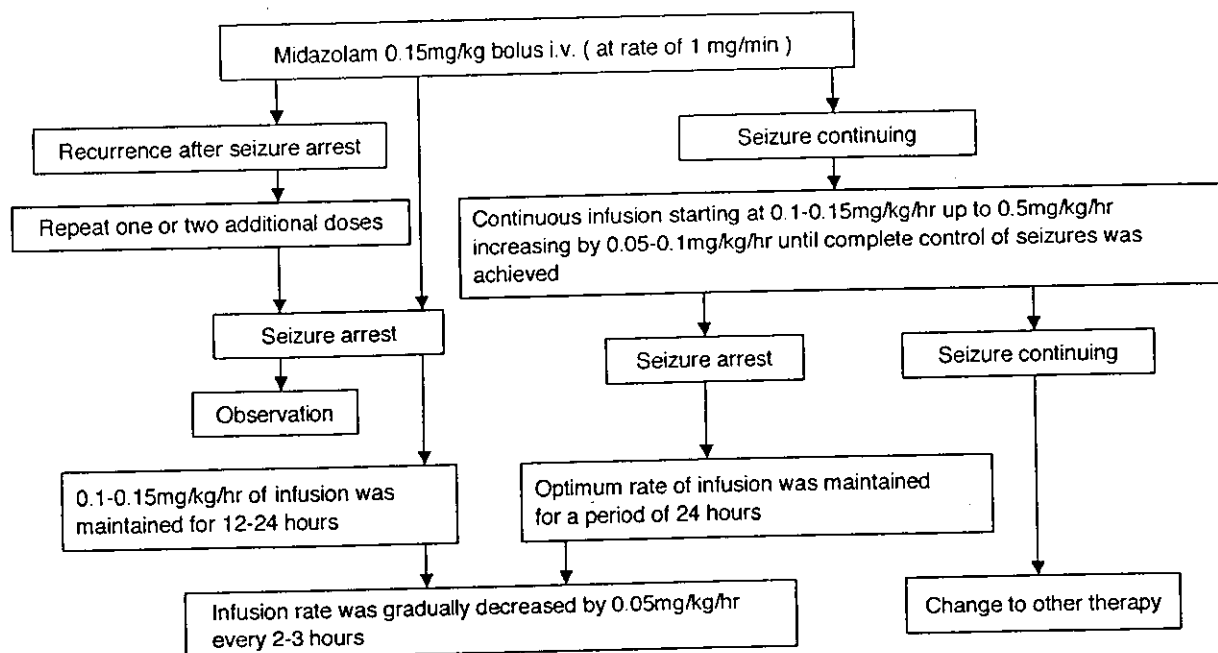 Midazolam 0.15mg/kg bolus i.v. ( at rate of 1 mg/min )
Recurrence after seizure arrest
Seizure continuing
Repeat one or two additional doses
Continuous infusion starting at 0.1-0.15mg/kg/hr up to 0.5mg/kg/hr
increasing by 0.05-0.1mg/kg/hr until complete control of seizures was
achieved
Seizure arrest
Seizure arrest
Seizure continuing
Observation
0.1-0.15mg/kg/hr of infusion was
maintained for 12-24 hours
Optimum rate of infusion was maintained
for a period of 24 hours
Infusion rate was gradually decreased by 0.05mg/kg/hr
every 2-3 hours
Change to other therapy